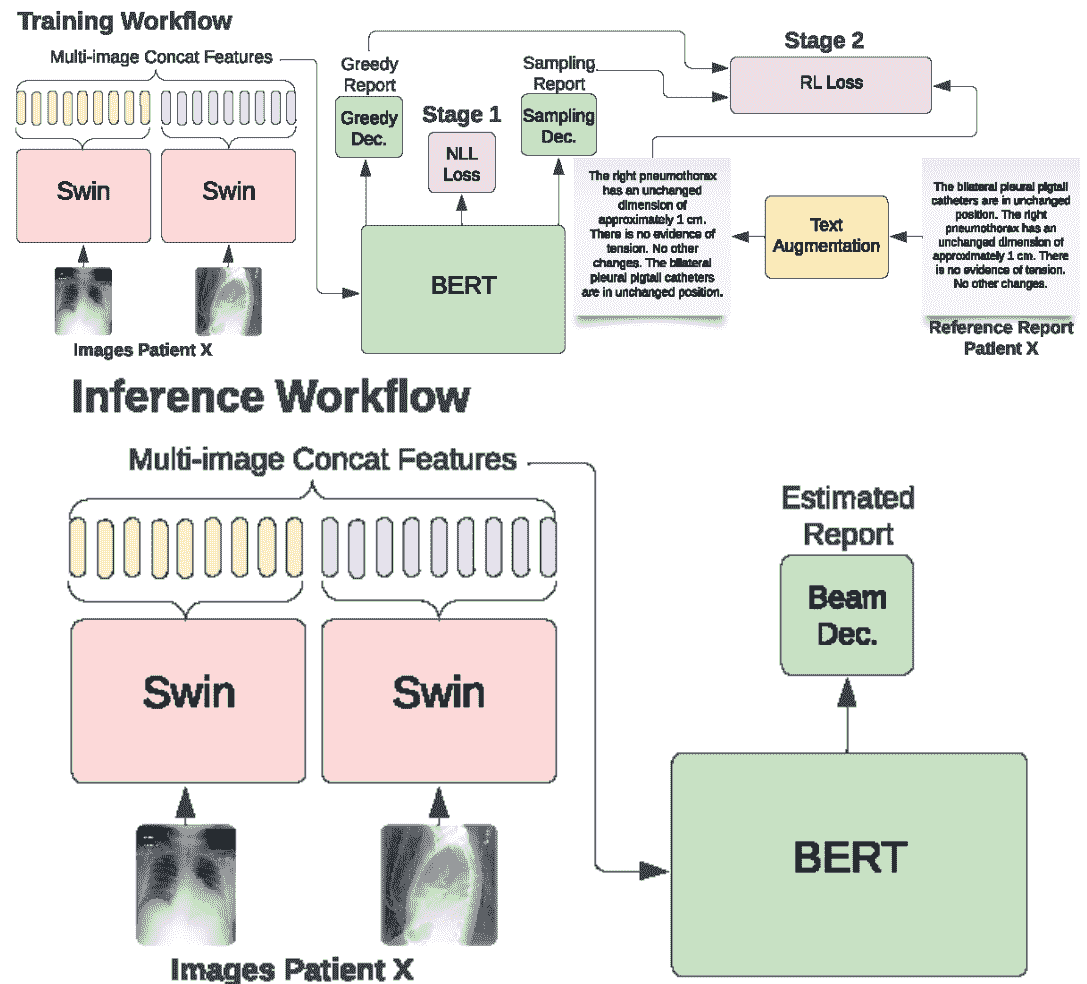 Training Workflow
Multi-image Concat Features
Swin
Swin
Images Patient X
Greedy
Report
Greedy
Dec.
Stage 1
NLL
Loss
Sampling
Report
Sampling
Dec.
BERT
Stage 2
RL Loss
The right pneumothorax
has an unchanged
dimension of
approximately 1 cm.
There is no evidence of
tension. No other
changes. The bilateral
pleural pigtail catheters
are in unchanged position.
Text
Augmentation
The bilateral pleural pigtail
catheters are in unchanged
position. The right
pneumothorax has an
unchanged dimension of
approximately 1 cm. There
is no evidence of tension.
No other changes.
Reference Report
Patient X
Inference Workflow
Multi-image Concat Features
Swin
Swin
Images Patient X
Estimated
Report
Beam
Dec.
BERT